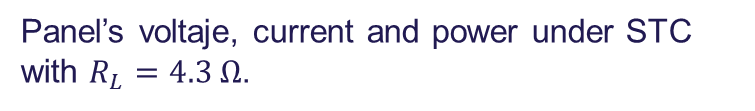 Panel’s voltaje, current and power under STC
with R_L = 4.3 Ω.